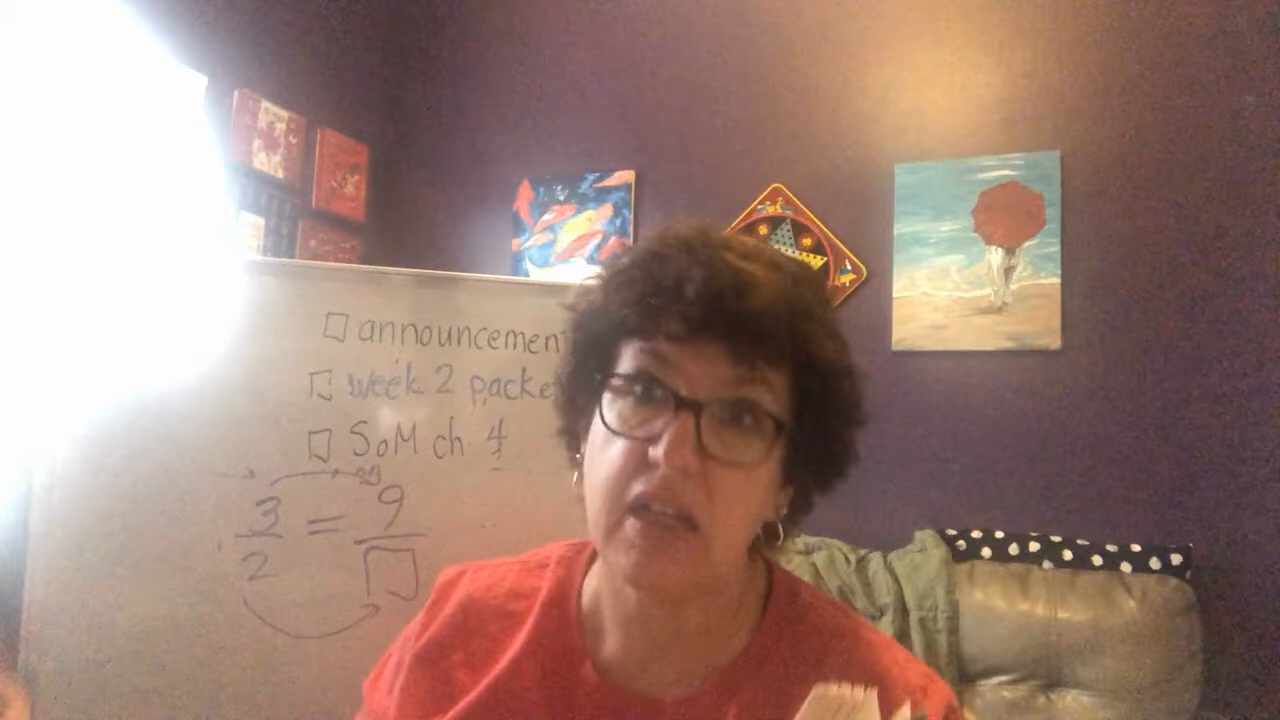 □ announcement
□ week 2 packe
□ SoM ch. 4
3 = 9
2 □